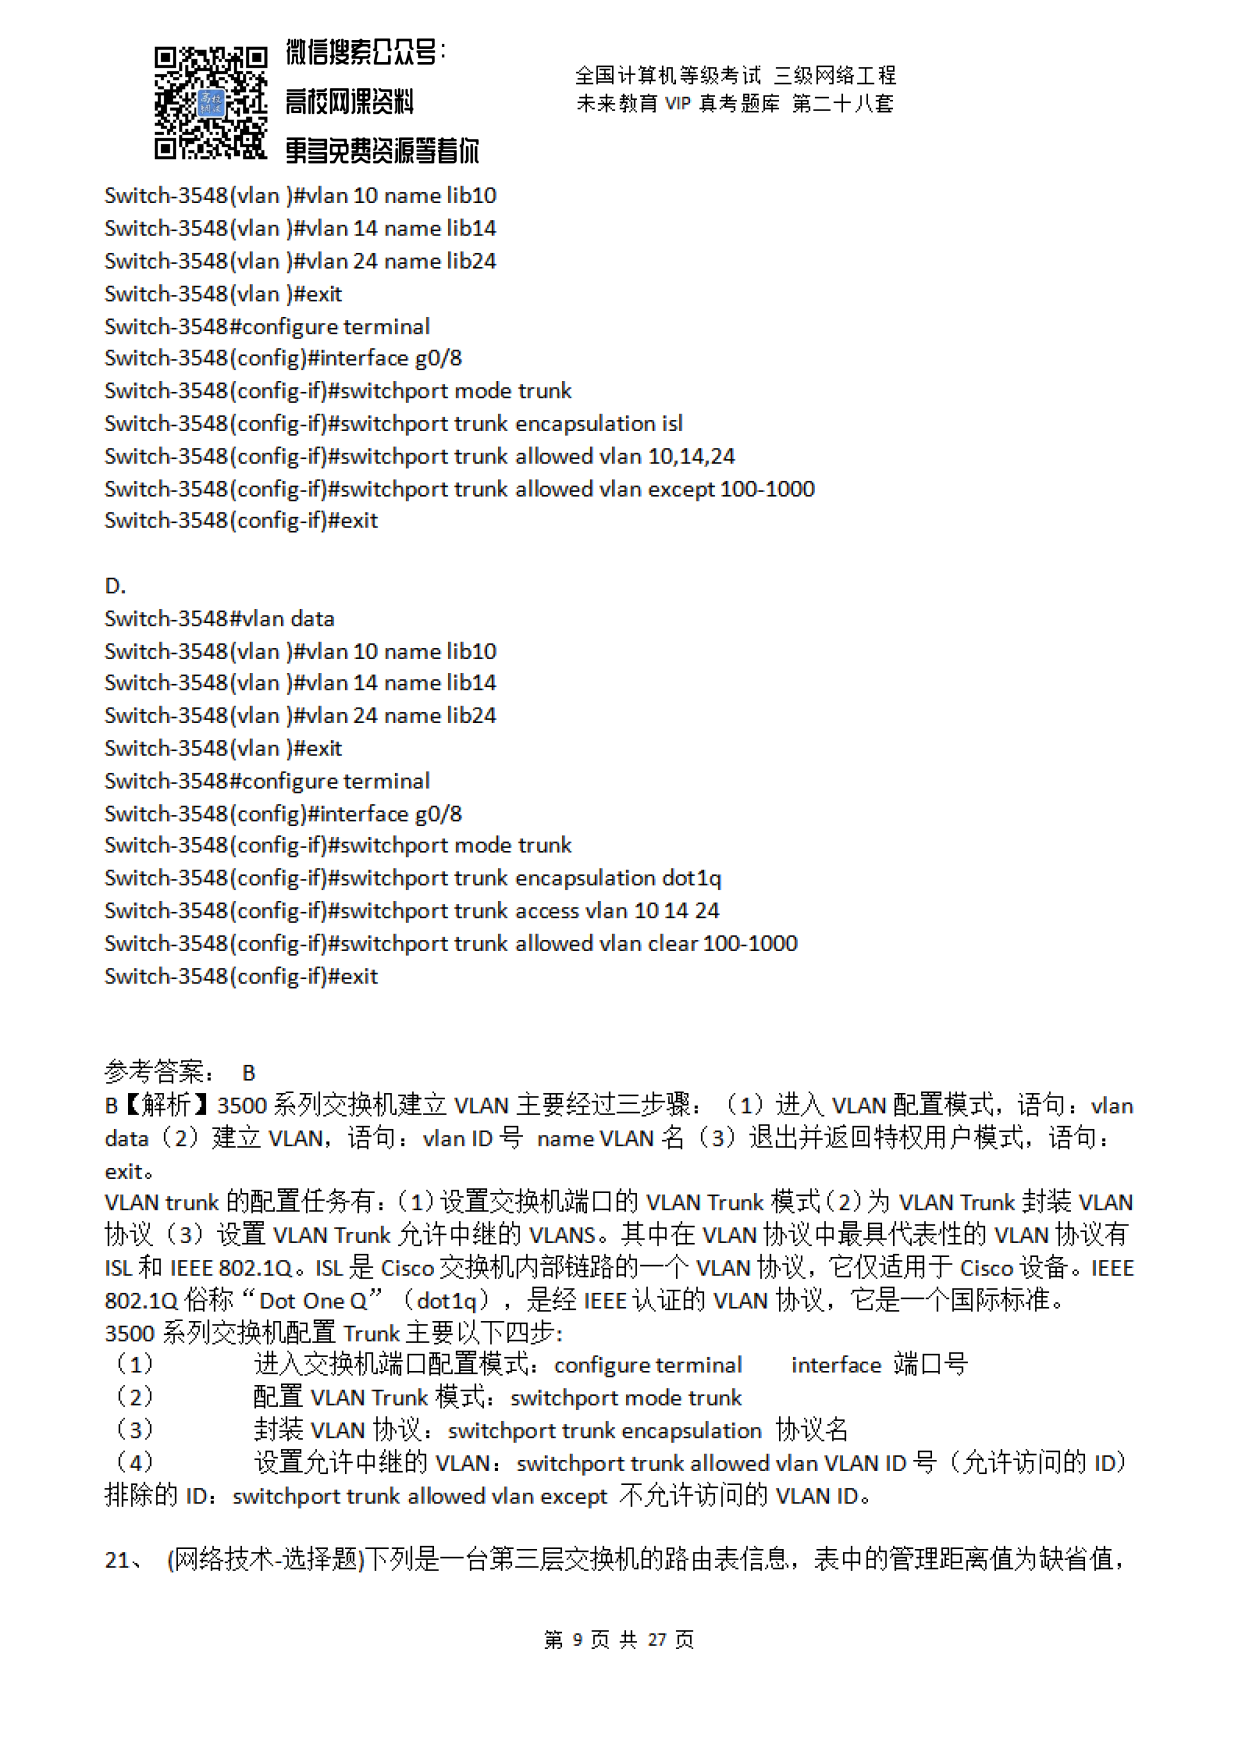 微信搜索公众号：
高校网课资料
更多免费资源等着你
全国计算机等级考试 三级网络工程
未来教育 VIP 真考题库 第二十八套
Switch-3548(vlan )#vlan 10 name lib10
Switch-3548(vlan )#vlan 14 name lib14
Switch-3548(vlan )#vlan 24 name lib24
Switch-3548(vlan )#exit
Switch-3548#configure terminal
Switch-3548(config)#interface g0/8
Switch-3548(config-if)#switchport mode trunk
Switch-3548(config-if)#switchport trunk encapsulation isl
Switch-3548(config-if)#switchport trunk allowed vlan 10,14,24
Switch-3548(config-if)#switchport trunk allowed vlan except 100-1000
Switch-3548(config-if)#exit
D.
Switch-3548#vlan data
Switch-3548(vlan )#vlan 10 name lib10
Switch-3548(vlan )#vlan 14 name lib14
Switch-3548(vlan )#vlan 24 name lib24
Switch-3548(vlan )#exit
Switch-3548#configure terminal
Switch-3548(config)#interface g0/8
Switch-3548(config-if)#switchport mode trunk
Switch-3548(config-if)#switchport trunk encapsulation dot1q
Switch-3548(config-if)#switchport trunk access vlan 10 14 24
Switch-3548(config-if)#switchport trunk allowed vlan clear 100-1000
Switch-3548(config-if)#exit
参考答案： B
B【解析】3500 系列交换机建立 VLAN 主要经过三步骤：（1）进入 VLAN 配置模式，语句：vlan
data（2）建立 VLAN，语句：vlan ID 号 name VLAN 名（3）退出并返回特权用户模式，语句：
exit。
VLAN trunk 的配置任务有：（1）设置交换机端口的 VLAN Trunk 模式（2）为 VLAN Trunk 封装 VLAN
协议（3）设置 VLAN Trunk 允许中继的 VLANS。其中在 VLAN 协议中最具代表性的 VLAN 协议有
ISL 和 IEEE 802.1Q。ISL 是 Cisco 交换机内部链路的一个 VLAN 协议，它仅适用于 Cisco 设备。IEEE
802.1Q 俗称“Dot One Q”（dot1q），是经 IEEE 认证的 VLAN 协议，它是一个国际标准。
3500 系列交换机配置 Trunk 主要以下四步:
（1） 进入交换机端口配置模式：configure terminal interface 端口号
（2） 配置 VLAN Trunk 模式：switchport mode trunk
（3） 封装 VLAN 协议：switchport trunk encapsulation 协议名
（4） 设置允许中继的 VLAN：switchport trunk allowed vlan VLAN ID 号（允许访问的 ID）
排除的 ID：switchport trunk allowed vlan except 不允许访问的 VLAN ID。
21、 (网络技术-选择题)下列是一台第三层交换机的路由表信息，表中的管理距离值为缺省值，
第 9 页 共 27 页